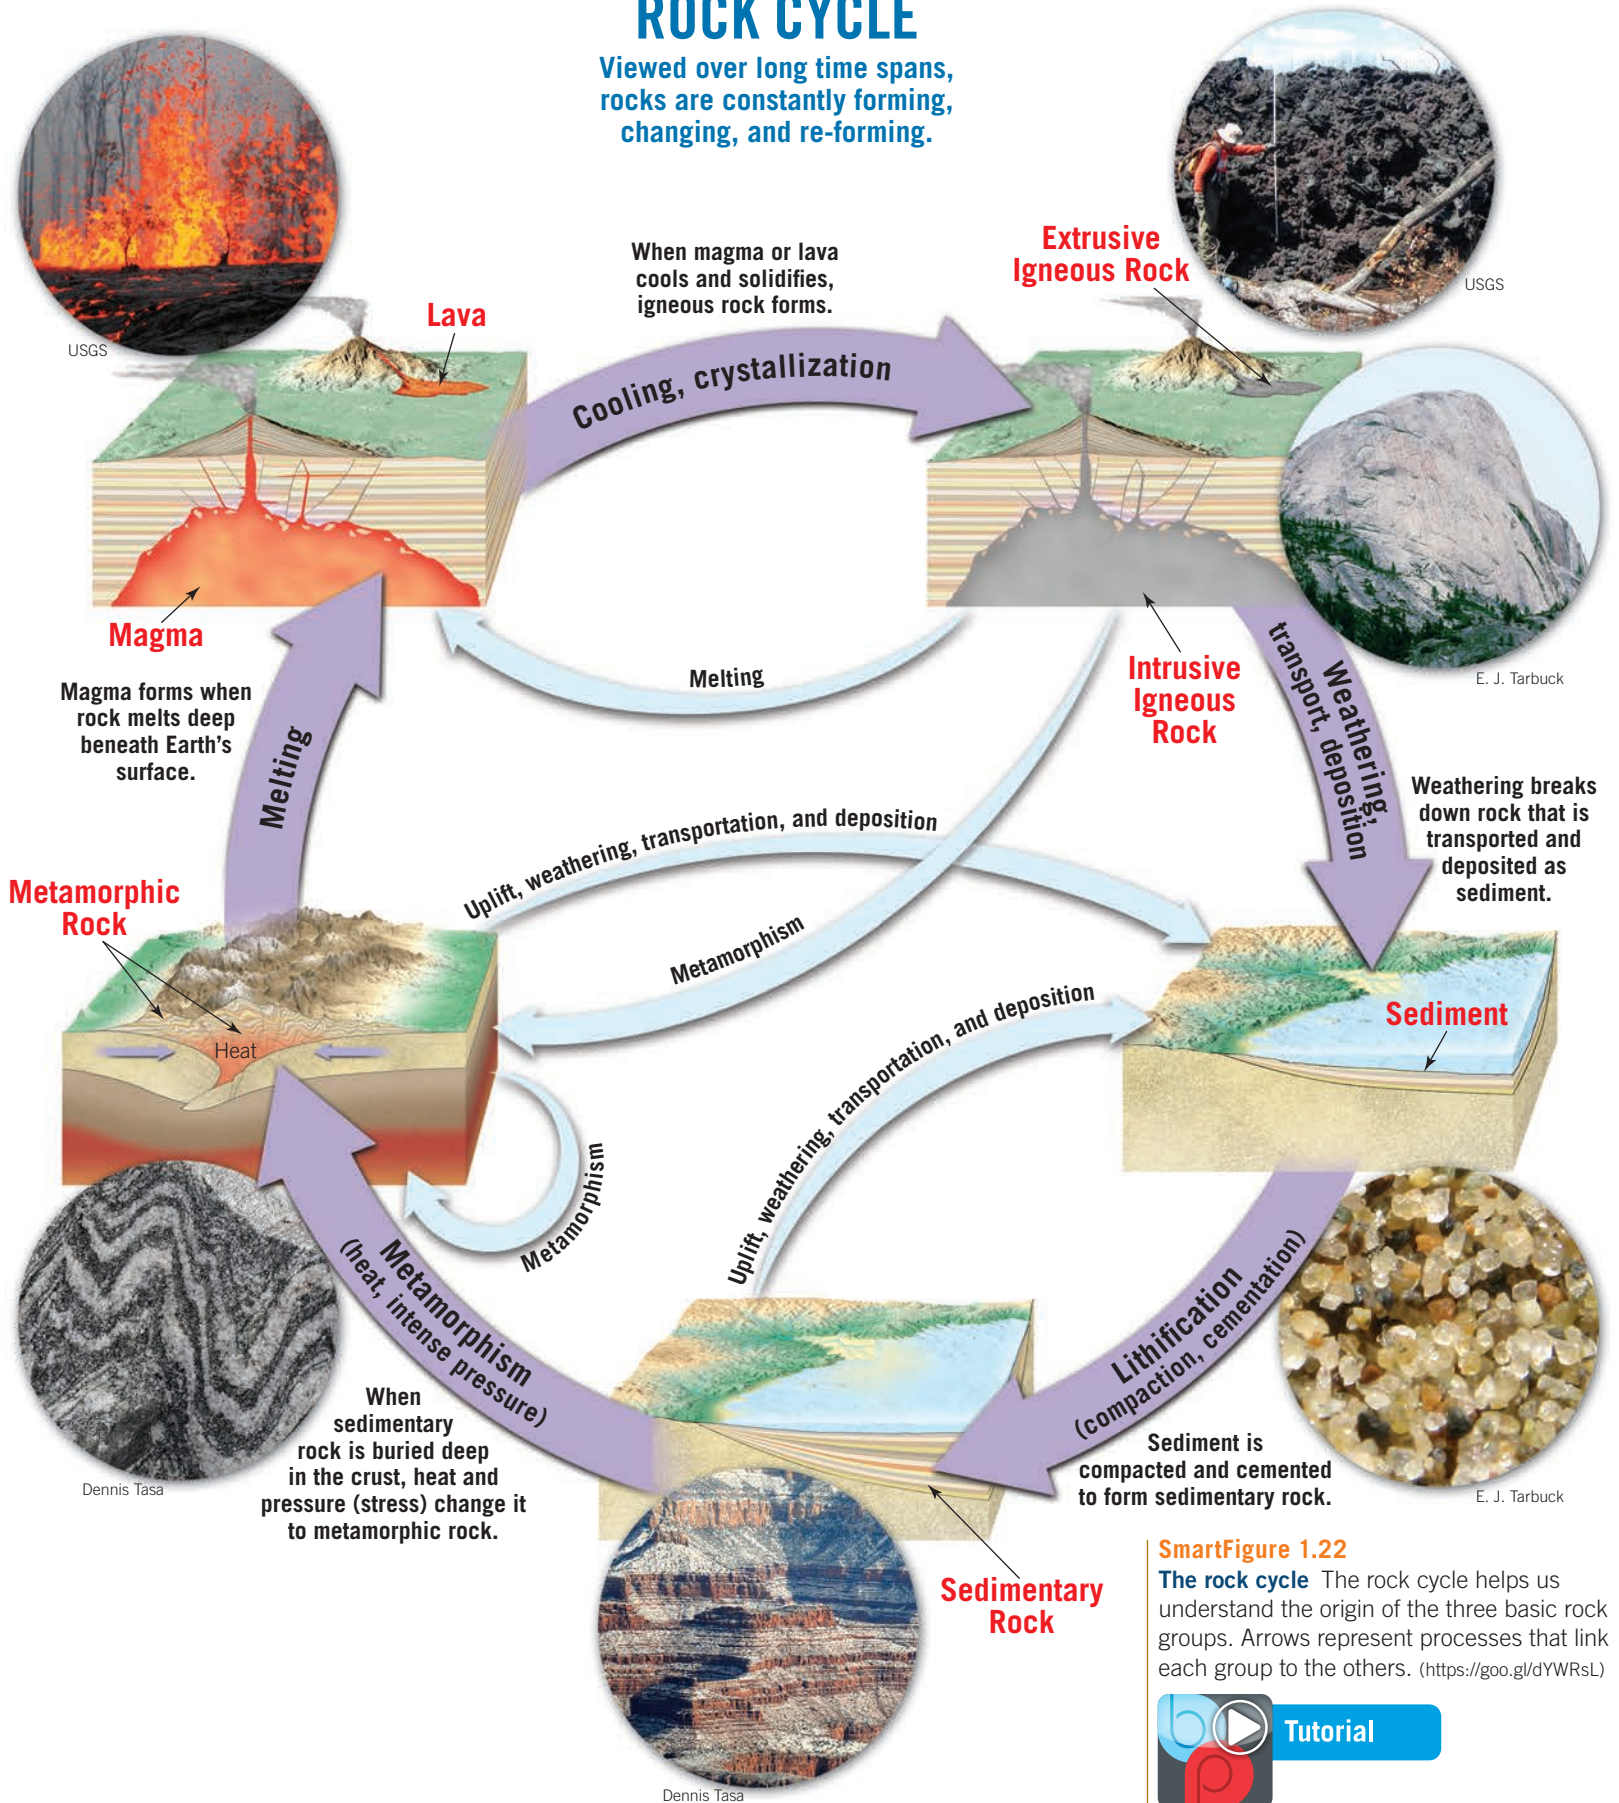 ROCK CYCLE
Viewed over long time spans,
rocks are constantly forming,
changing, and re-forming.
USGS
Lava
When magma or lava
cools and solidifies,
igneous rock forms.
Cooling, crystallization
Extrusive
Igneous Rock
USGS
Magma
Magma forms when
rock melts deep
beneath Earth's
surface.
Melting
Melting
Intrusive
Igneous
Rock
E. J. Tarbuck
Weathering,
transport, deposition
Weathering breaks
down rock that is
transported and
deposited as
sediment.
Uplift, weathering, transportation, and deposition
Metamorphism
Metamorphic
Rock
Heat
Uplift, weathering, transportation, and deposition
Sediment
Metamorphism
Metamorphism
(heat, intense pressure)
When
sedimentary
rock is buried deep
in the crust, heat and
pressure (stress) change it
to metamorphic rock.
Dennis Tasa
Lithification
(compaction, cementation)
Sediment is
compacted and cemented
to form sedimentary rock.
E. J. Tarbuck
Sedimentary
Rock
Dennis Tasa
SmartFigure 1.22
The rock cycle The rock cycle helps us
understand the origin of the three basic rock
groups. Arrows represent processes that link
each group to the others. (https://goo.gl/dYWRsL)
b
p
Tutorial